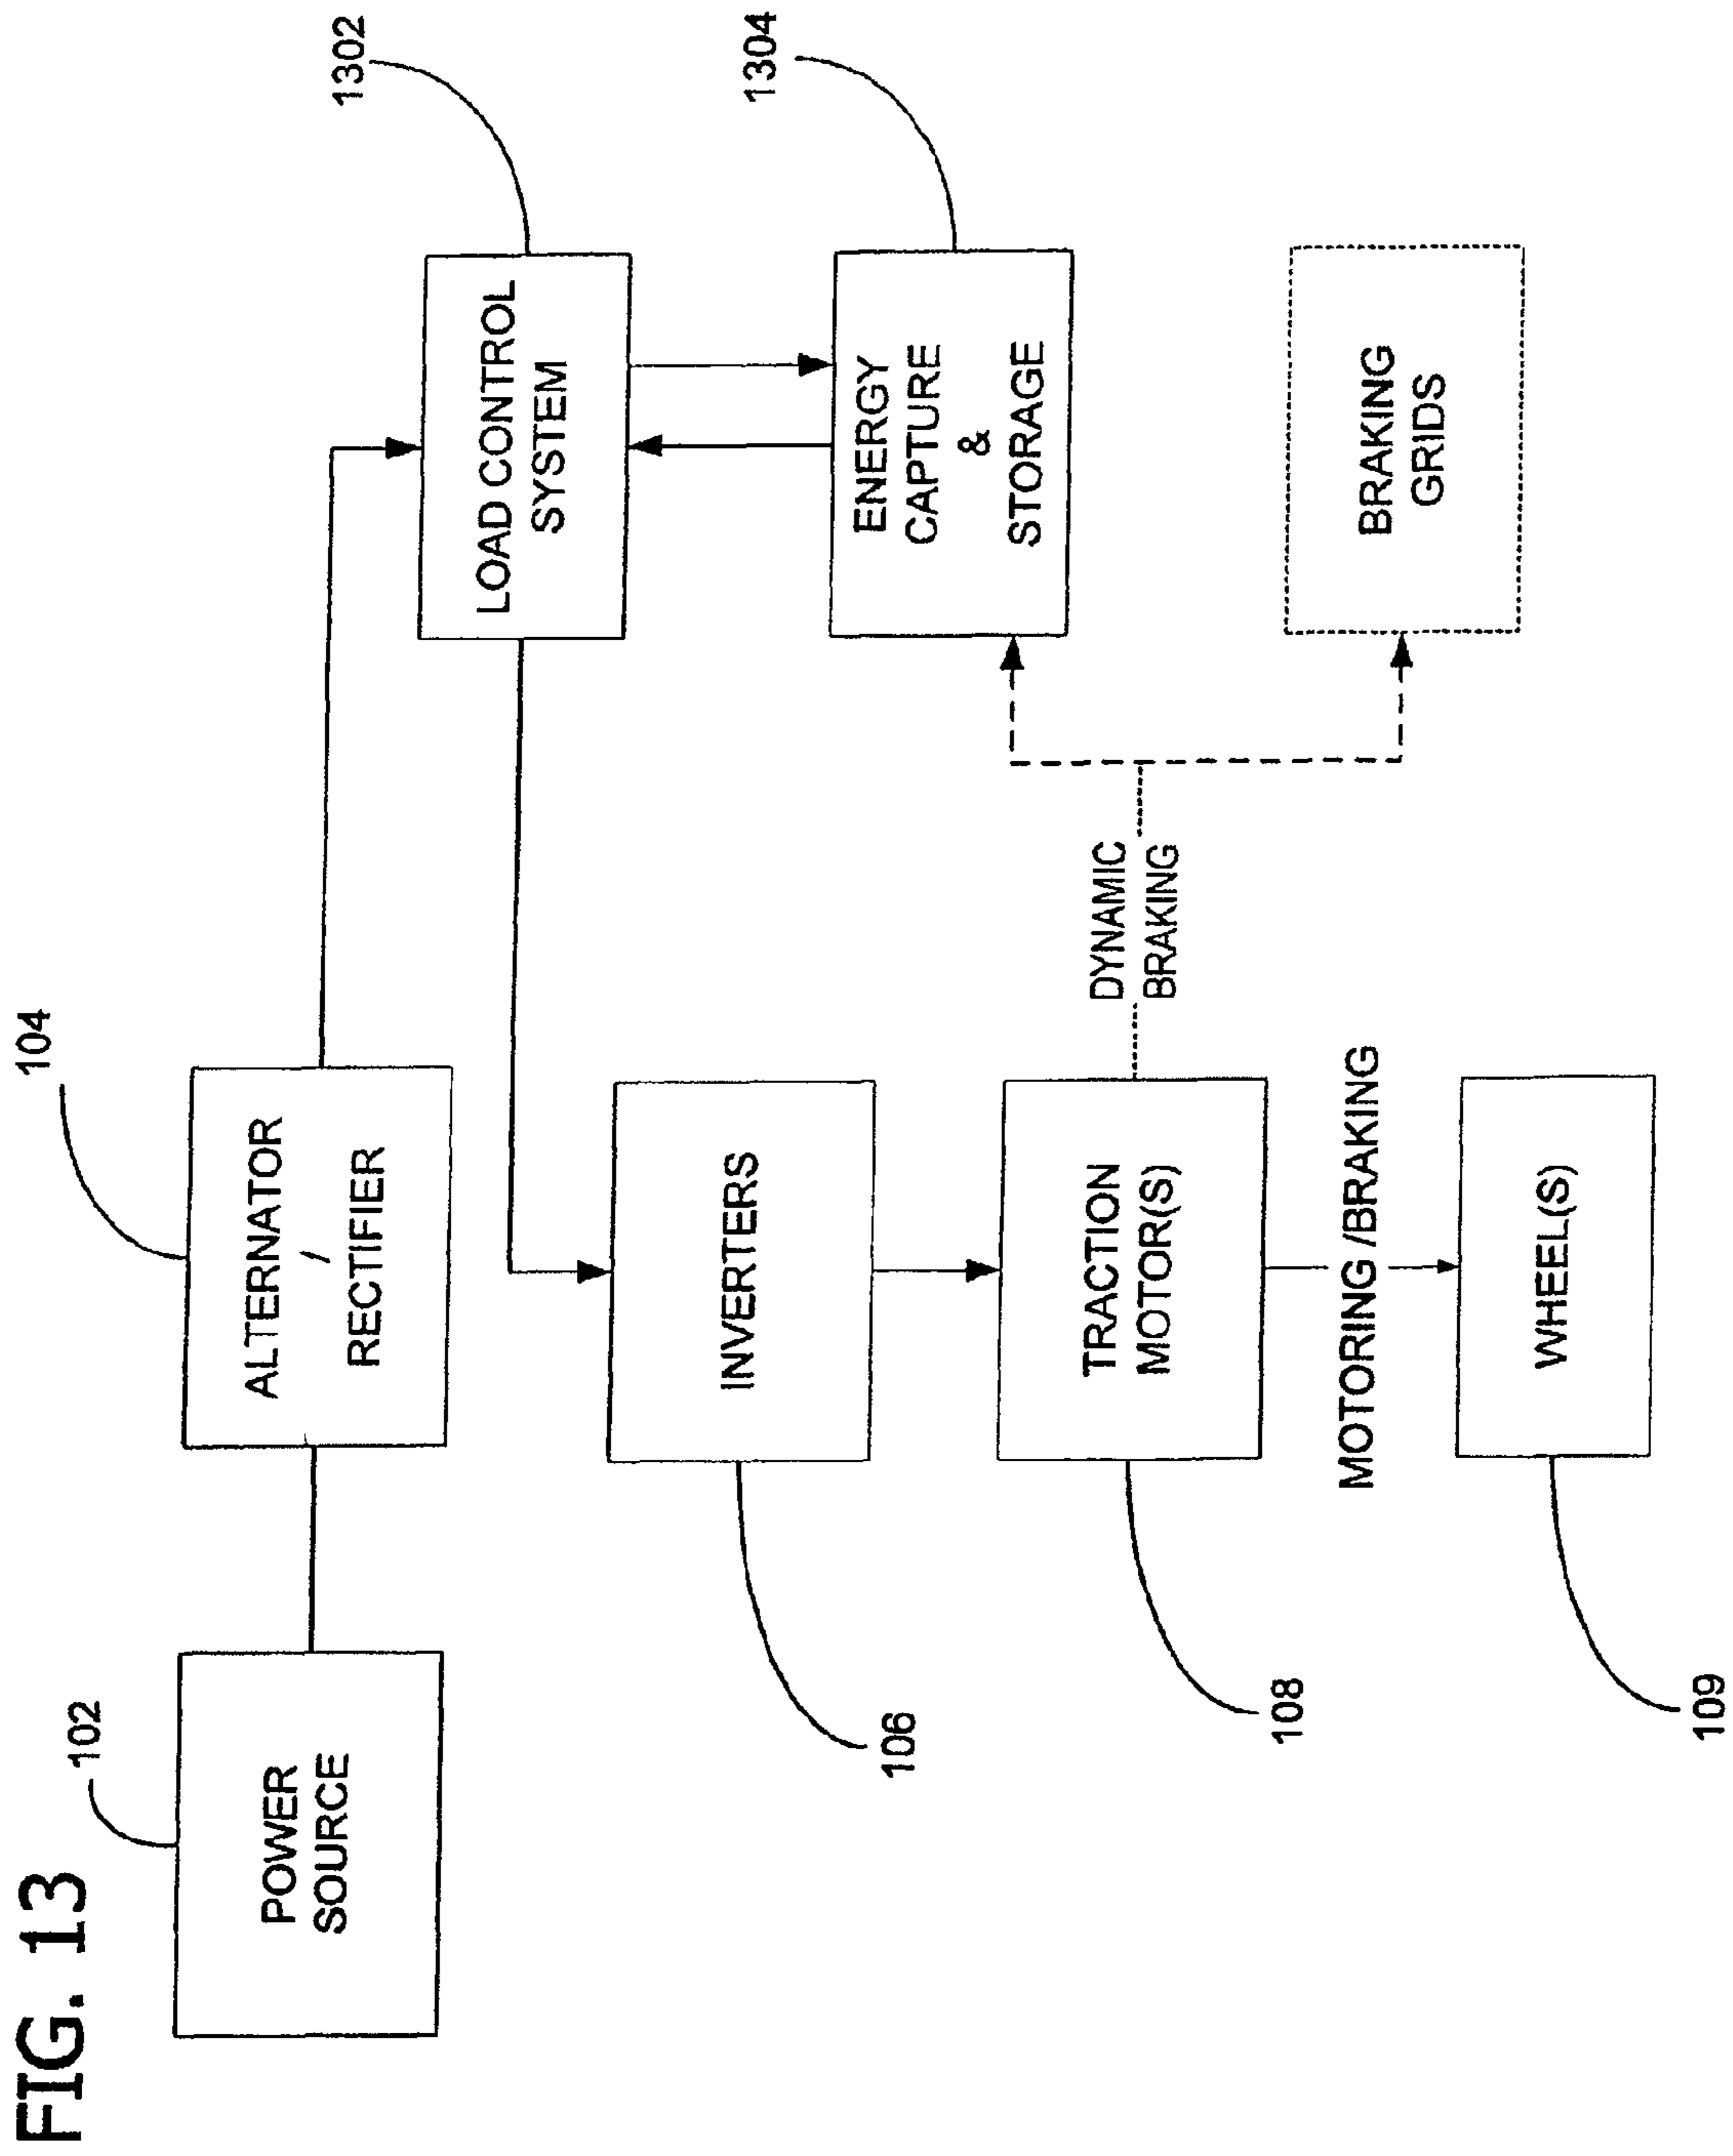 FIG. 13
102
POWER
SOURCE
104
ALTERNATOR
/
RECTIFIER
1302
LOAD CONTROL
SYSTEM
106
INVERTERS
1304
ENERGY
CAPTURE
&
STORAGE
108
TRACTION
MOTOR(S)
DYNAMIC
BRAKING
BRAKING
GRIDS
MOTORING /BRAKING
109
WHEEL(S)